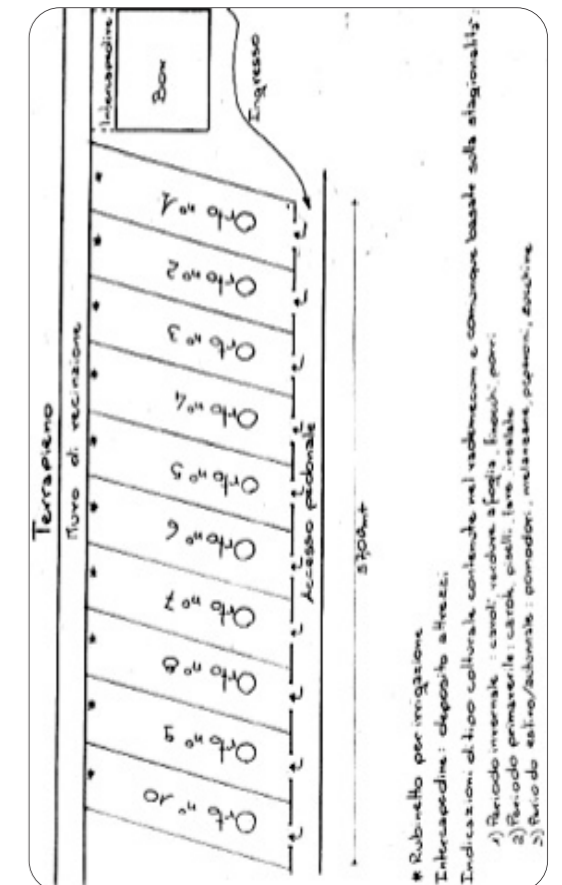 Terrapieno
Muro di recinzione
Intercapedine
Box
Ingresso
Orto n° 1
Orto n° 2
Orto n° 3
Orto n° 4
Orto n° 5
Orto n° 6
Orto n° 7
Orto n° 8
Orto n° 9
Orto n° 10
Accesso pedonale
57,00mt
* Rubinetto per irrigazione
Intercapedine: deposito attrezzi
Indicazioni di tipo colturale contenute nel vademecum e comunque basate sulla stagionalità:
1) Periodo invernale: cavoli, verdure a foglia, finocchi, porri
2) Periodo primaverile: carote, piselli, fave, insalate
3) Periodo estivo/autunnale: pomodori, melanzane, peperoni, zucchine